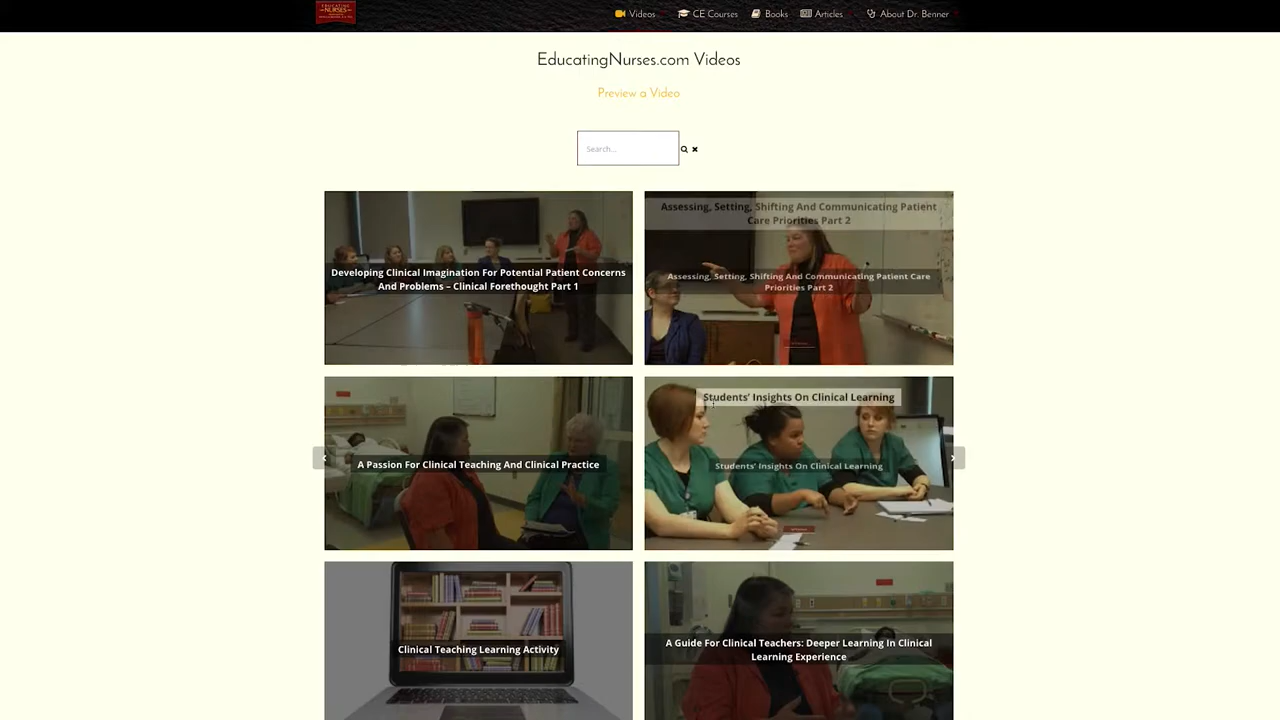 EDUCATING
NURSES
Videos
CE Courses
Books
Articles
About Dr. Benner
EducatingNurses.com Videos
Preview a Video
Search...
Developing Clinical Imagination For Potential Patient Concerns
And Problems – Clinical Forethought Part 1
Assessing, Setting, Shifting And Communicating Patient
Care Priorities Part 2
Assessing, Setting, Shifting And Communicating Patient Care
Priorities Part 2
A Passion For Clinical Teaching And Clinical Practice
Students’ Insights On Clinical Learning
Students’ Insights On Clinical Learning
Clinical Teaching Learning Activity
A Guide For Clinical Teachers: Deeper Learning In Clinical
Learning Experience